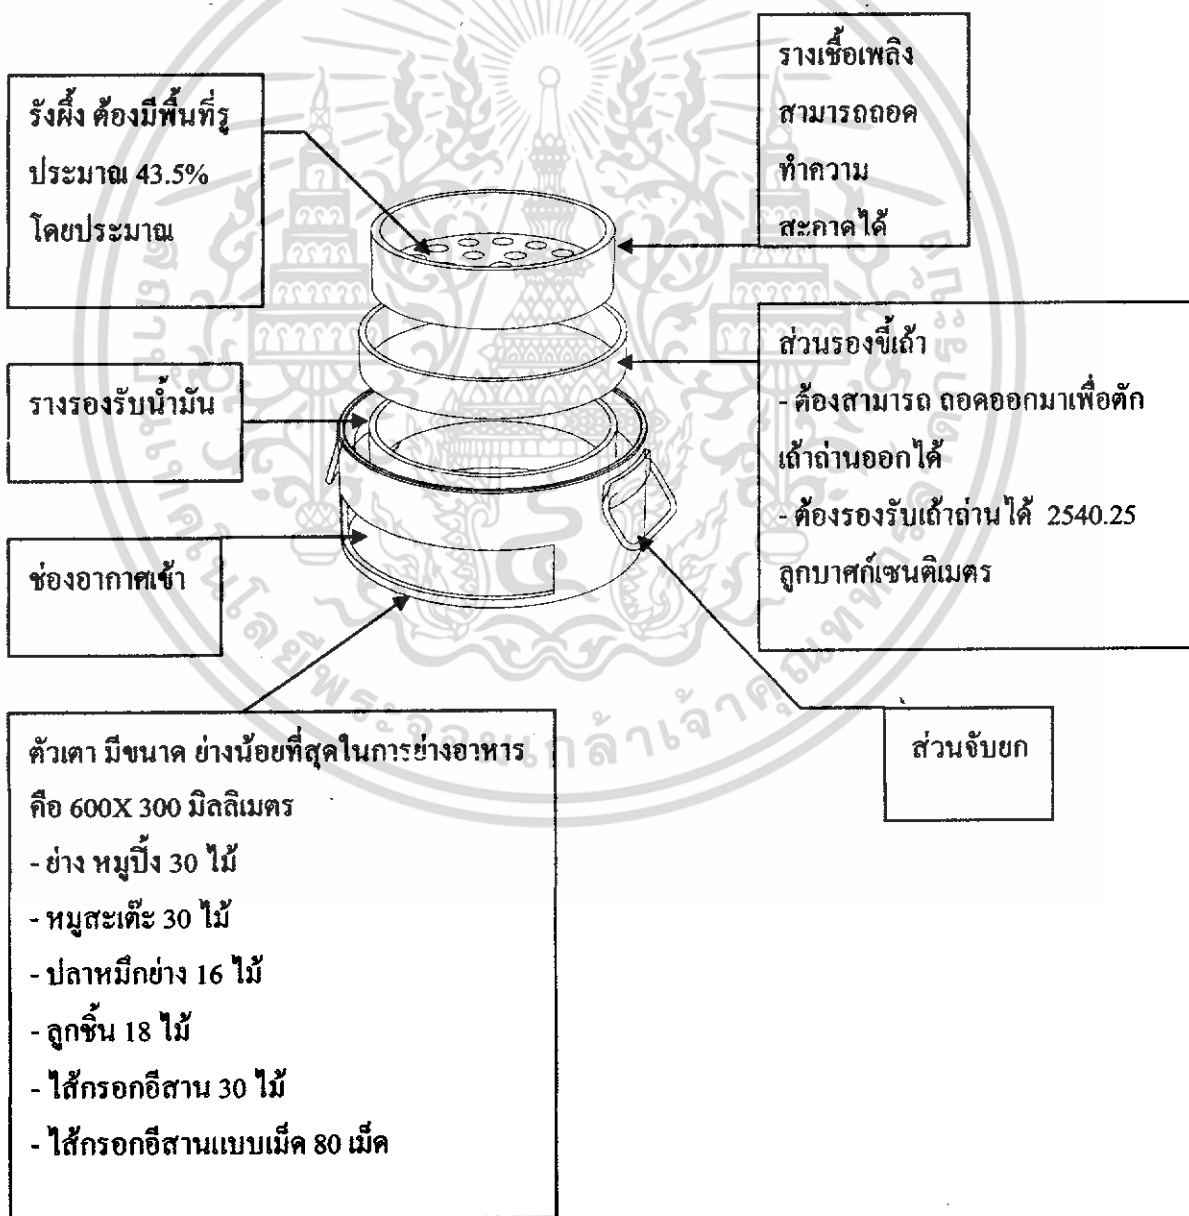 รังผึ้ง ต้องมีพื้นที่รู
ประมาณ 43.5%
โดยประมาณ
รางเชื้อเพลิง
สามารถถอด
ทำความ
สะอาดได้
รางรองรับน้ำมัน
ส่วนรองขี้เถ้า
- ต้องสามารถ ถอดออกมาเพื่อตัก
เถ้าถ่านออกได้
- ต้องรองรับเถ้าถ่านได้ 2540.25
ลูกบาศก์เซนติเมตร
ช่องอากาศเข้า
ส่วนจับยก
ตัวเตา มีขนาด ย่างน้อยที่สุดในการย่างอาหาร
คือ 600X 300 มิลลิเมตร
- ย่าง หมูปิ้ง 30 ไม้
- หมูสะเต๊ะ 30 ไม้
- ปลาหมึกย่าง 16 ไม้
- ลูกชิ้น 18 ไม้
- ไส้กรอกอีสาน 30 ไม้
- ไส้กรอกอีสานแบบเม็ด 80 เม็ด